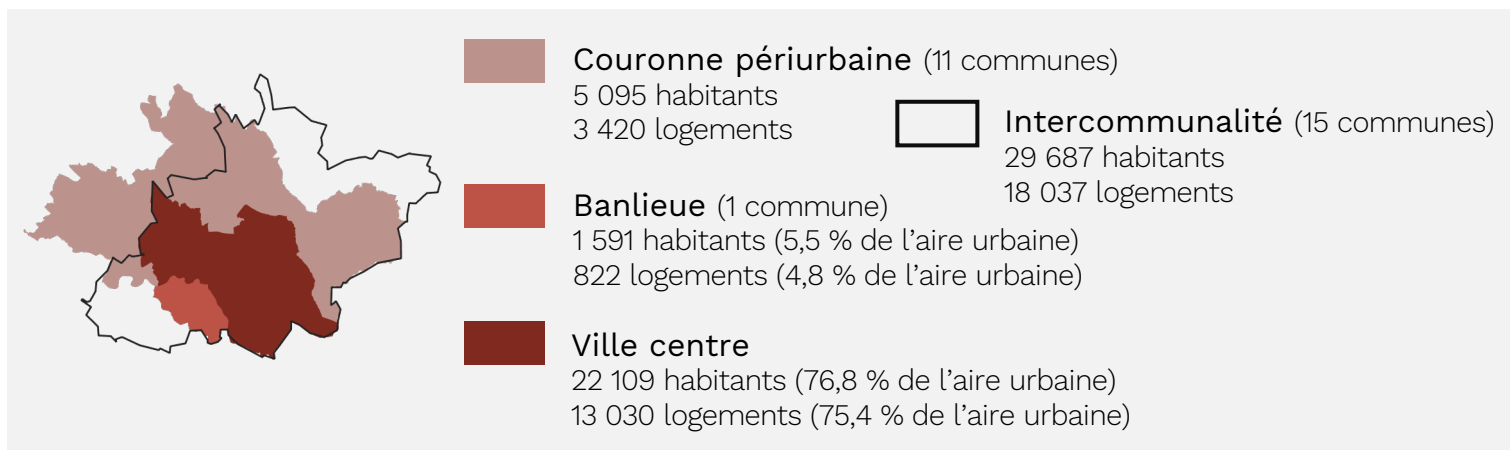 Couronne périurbaine (11 communes)
5 095 habitants
3 420 logements
Intercommunalité (15 communes)
29 687 habitants
18 037 logements
Banlieue (1 commune)
1 591 habitants (5,5 % de l’aire urbaine)
822 logements (4,8 % de l’aire urbaine)
Ville centre
22 109 habitants (76,8 % de l’aire urbaine)
13 030 logements (75,4 % de l’aire urbaine)